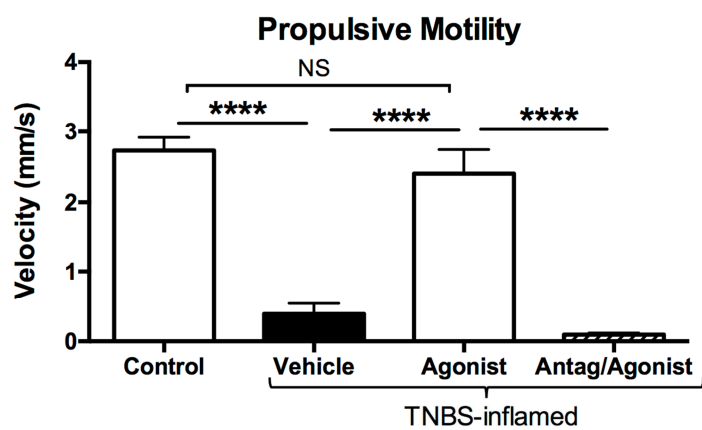 Propulsive Motility
NS
**** **** ****
Velocity (mm/s)
4
3
2
1
0
Control Vehicle Agonist Antag/Agonist
TNBS-inflamed